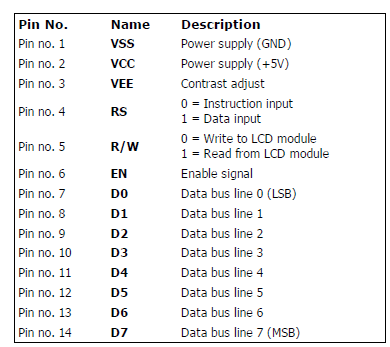 Pin No. Name Description
Pin no. 1 VSS Power supply (GND)
Pin no. 2 VCC Power supply (+5V)
Pin no. 3 VEE Contrast adjust
Pin no. 4 RS 0 = Instruction input
1 = Data input
Pin no. 5 R/W 0 = Write to LCD module
1 = Read from LCD module
Pin no. 6 EN Enable signal
Pin no. 7 D0 Data bus line 0 (LSB)
Pin no. 8 D1 Data bus line 1
Pin no. 9 D2 Data bus line 2
Pin no. 10 D3 Data bus line 3
Pin no. 11 D4 Data bus line 4
Pin no. 12 D5 Data bus line 5
Pin no. 13 D6 Data bus line 6
Pin no. 14 D7 Data bus line 7 (MSB)